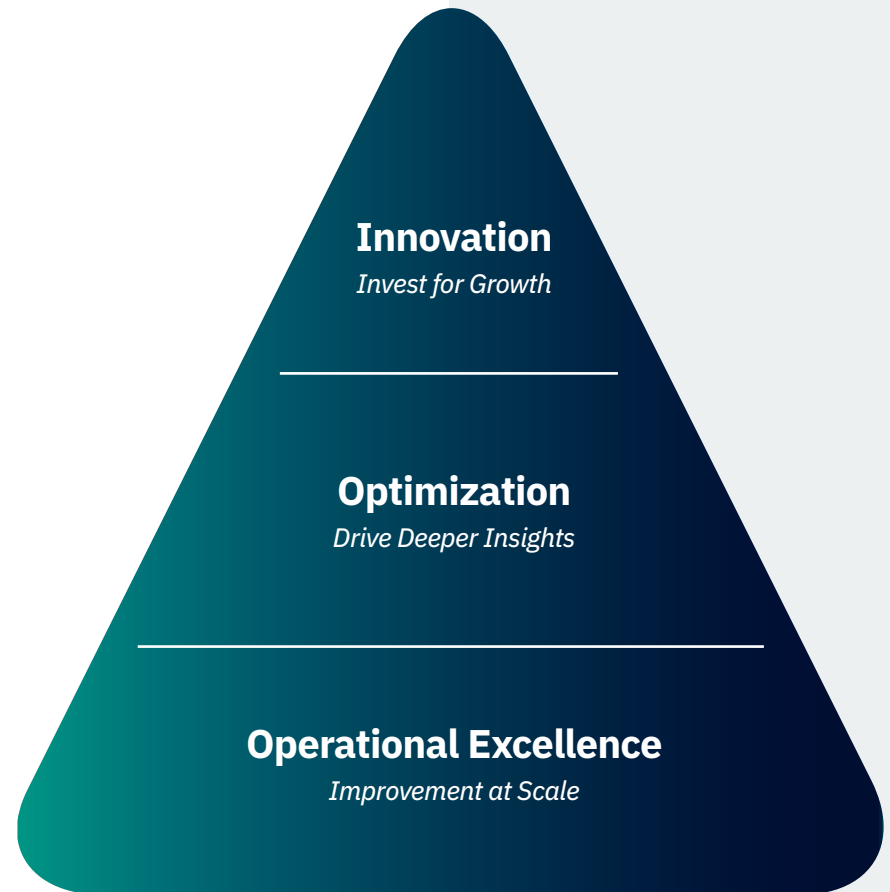 Innovation
Invest for Growth
Optimization
Drive Deeper Insights
Operational Excellence
Improvement at Scale